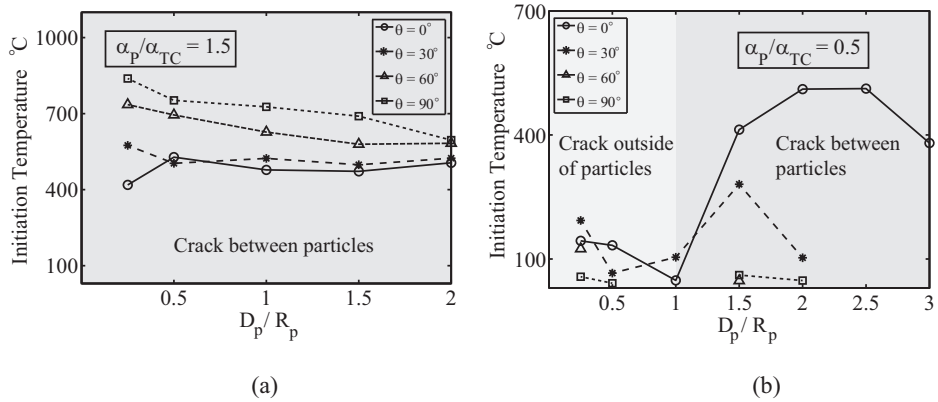 1100
700
400
100
Initiation Temperature °C
α_P/α_TC = 1.5
θ = 0°
θ = 30°
θ = 60°
θ = 90°
Crack between particles
0.5
1
1.5
2
D_p/ R_p
(a)
700
400
100
Initiation Temperature °C
θ = 0°
θ = 30°
θ = 60°
θ = 90°
α_P/α_TC = 0.5
Crack outside
of particles
Crack between
particles
0.5
1
1.5
2
2.5
3
D_p/ R_p
(b)